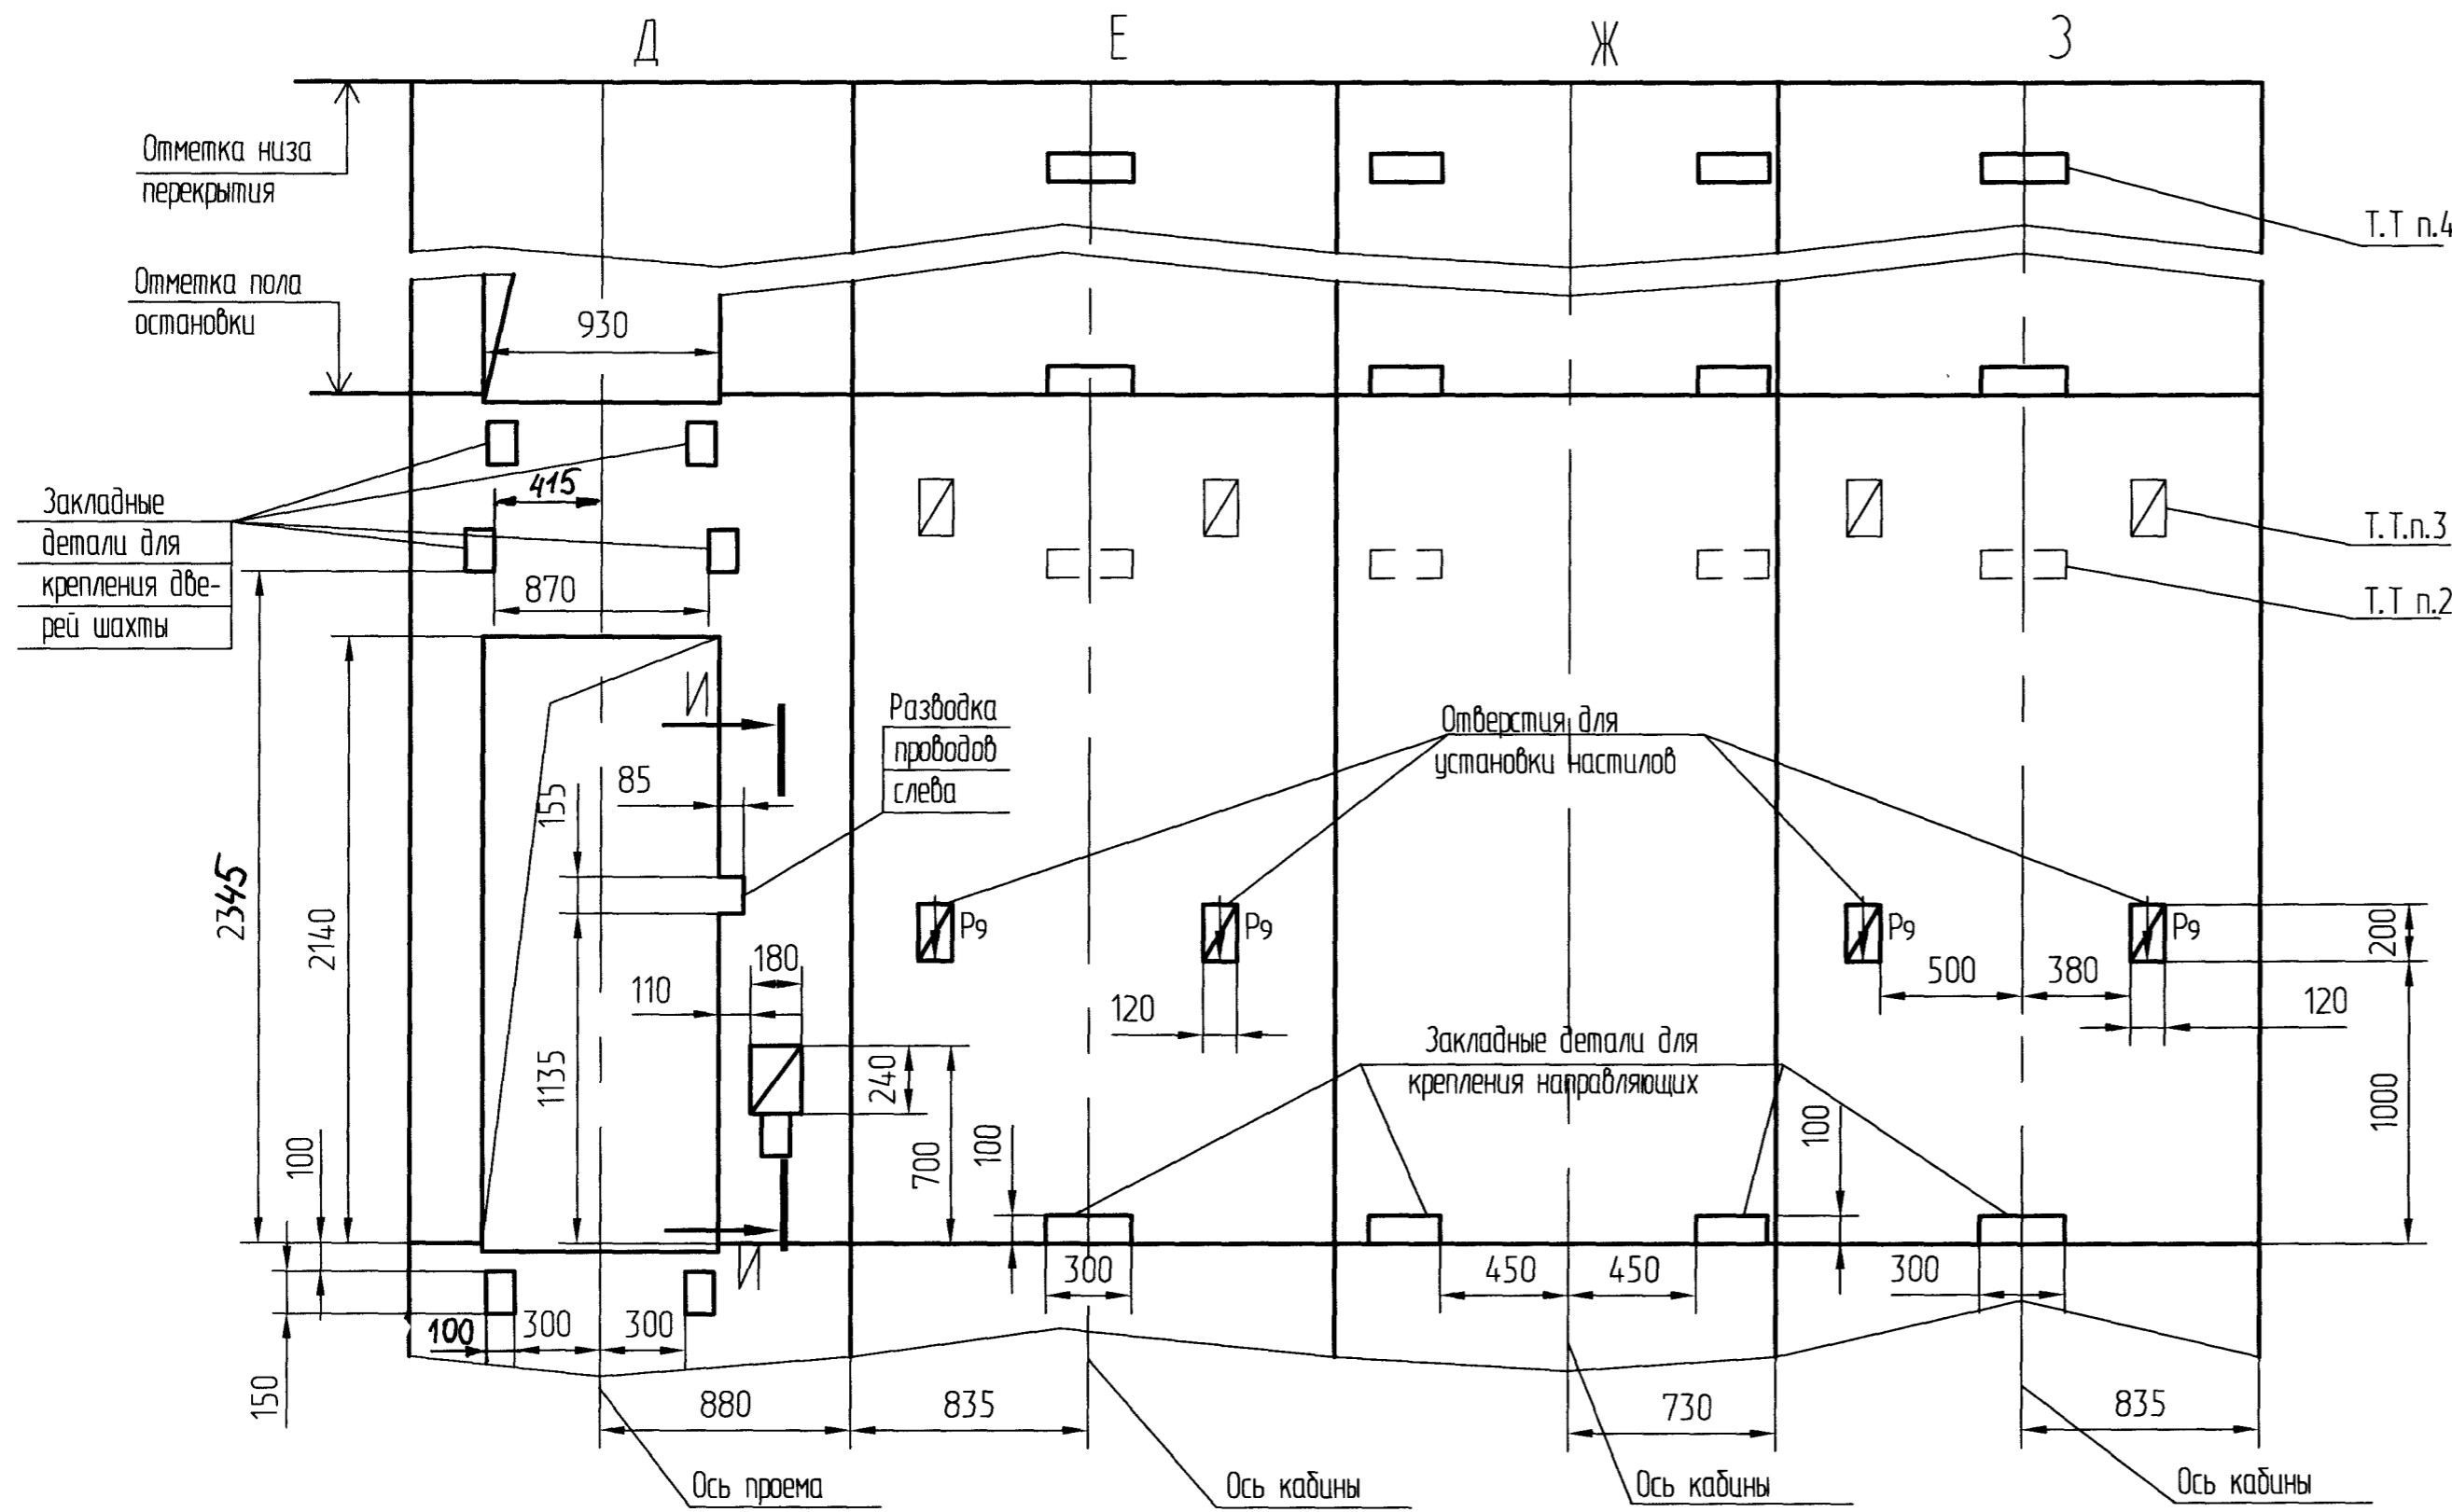 Д Е Ж З
Отметка низа
перекрытия
Т.Т п.4
Отметка пола
остановки
930
415
Закладные
детали для
крепления две-
рей шахты
870
Т.Т.п.3
Т.Т п.2
И
Разводка
проводов
слева
Отверстия для
установки настилов
85
155
2345
2140
Р9 Р9 Р9 Р9
200
180
110
500 380
120
120
Закладные детали для
крепления направляющих
1135
240
700
100
100
1000
100
И
300
450 450
300
100 300 300
150
880 835
730
835
Ось проема
Ось кабины
Ось кабины
Ось кабины